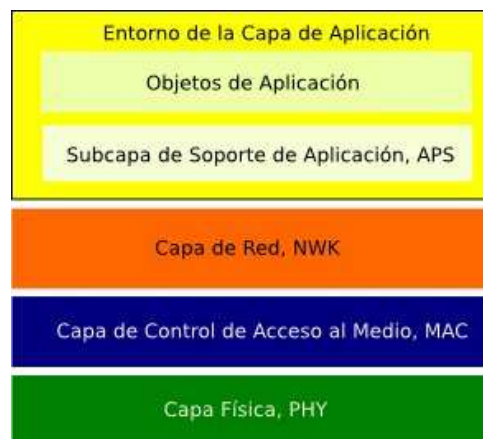 Entorno de la Capa de Aplicación
Objetos de Aplicación
Subcapa de Soporte de Aplicación, APS
Capa de Red, NWK
Capa de Control de Acceso al Medio, MAC
Capa Física, PHY